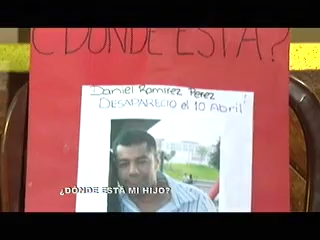 ¿DONDE ESTA?
Daniel Ramirez Perez
DESAPARECIO el 10 Abril!
¿DÓNDE ESTÁ MI HIJO?